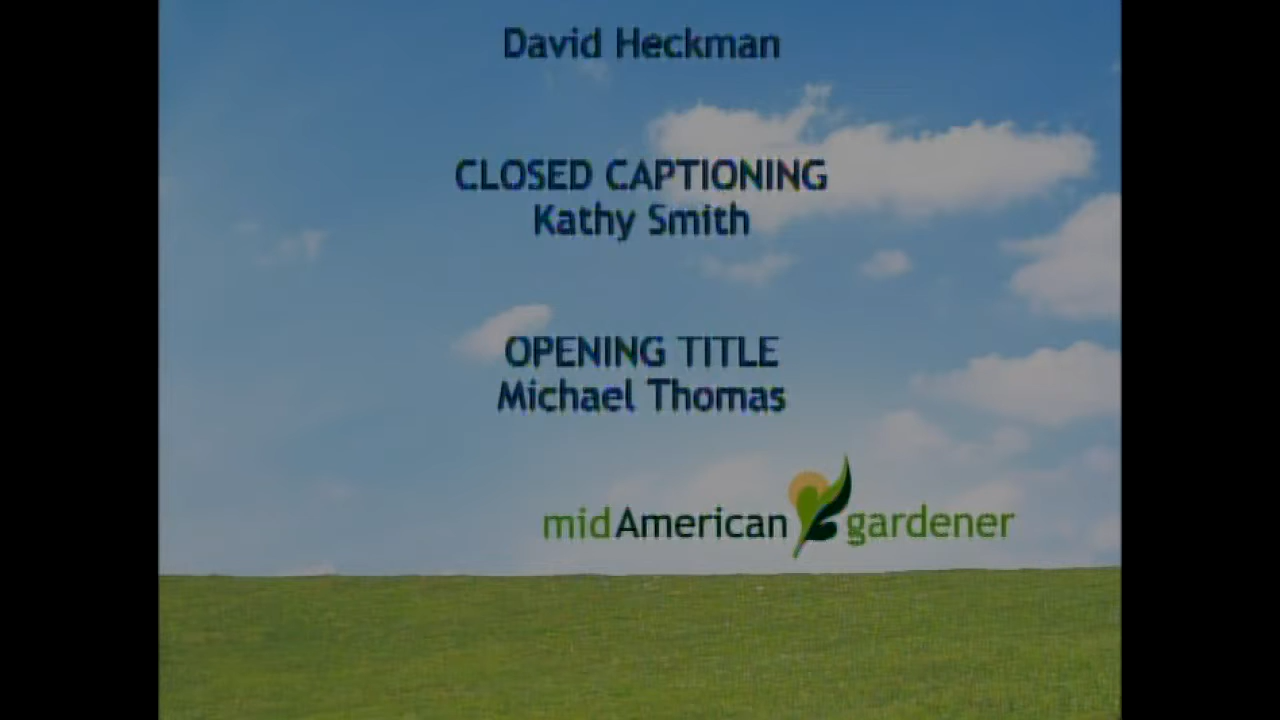 David Heckman
CLOSED CAPTIONING
Kathy Smith
OPENING TITLE
Michael Thomas
midAmerican gardener